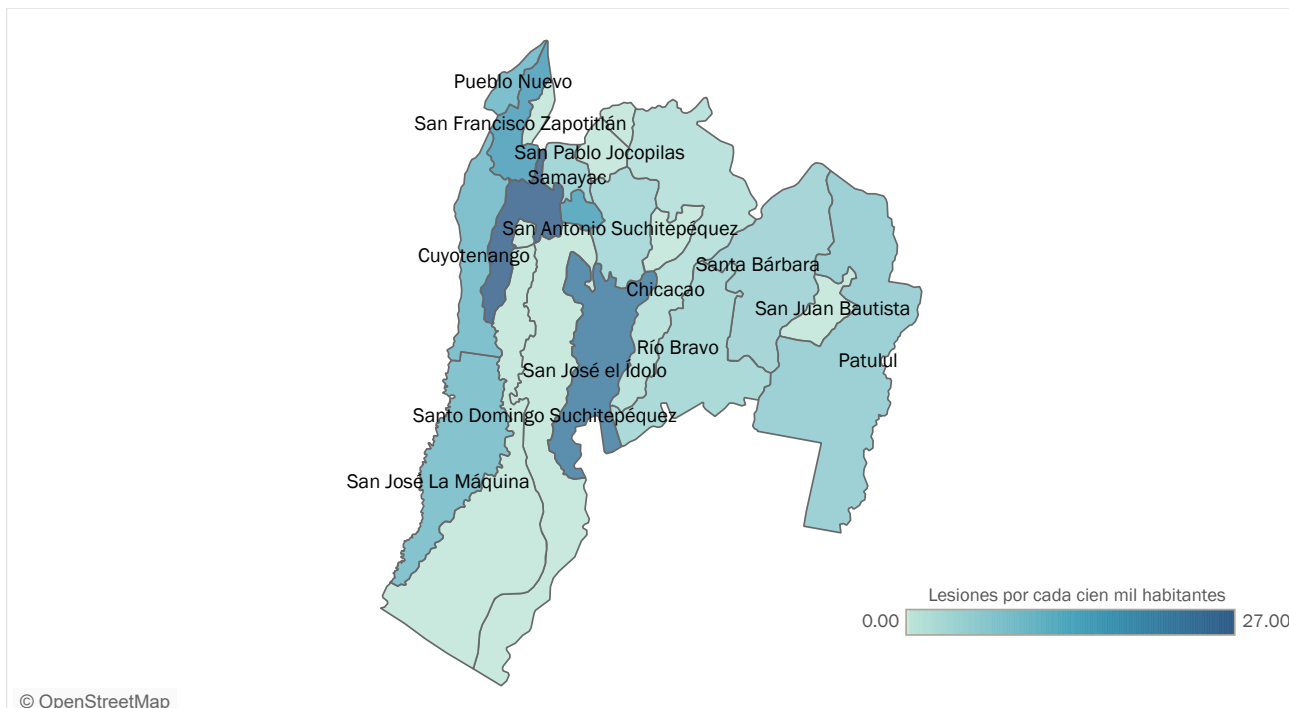 Pueblo Nuevo
San Francisco Zapotitlán
San Pablo Jocopilas
Samayac
San Antonio Suchitepéquez
Cuyotenango
Santa Bárbara
Chicacao
San Juan Bautista
Río Bravo
Patulul
San José el Ídolo
Santo Domingo Suchitepéquez
San José La Máquina
Lesiones por cada cien mil habitantes
0.00
27.00
© OpenStreetMap